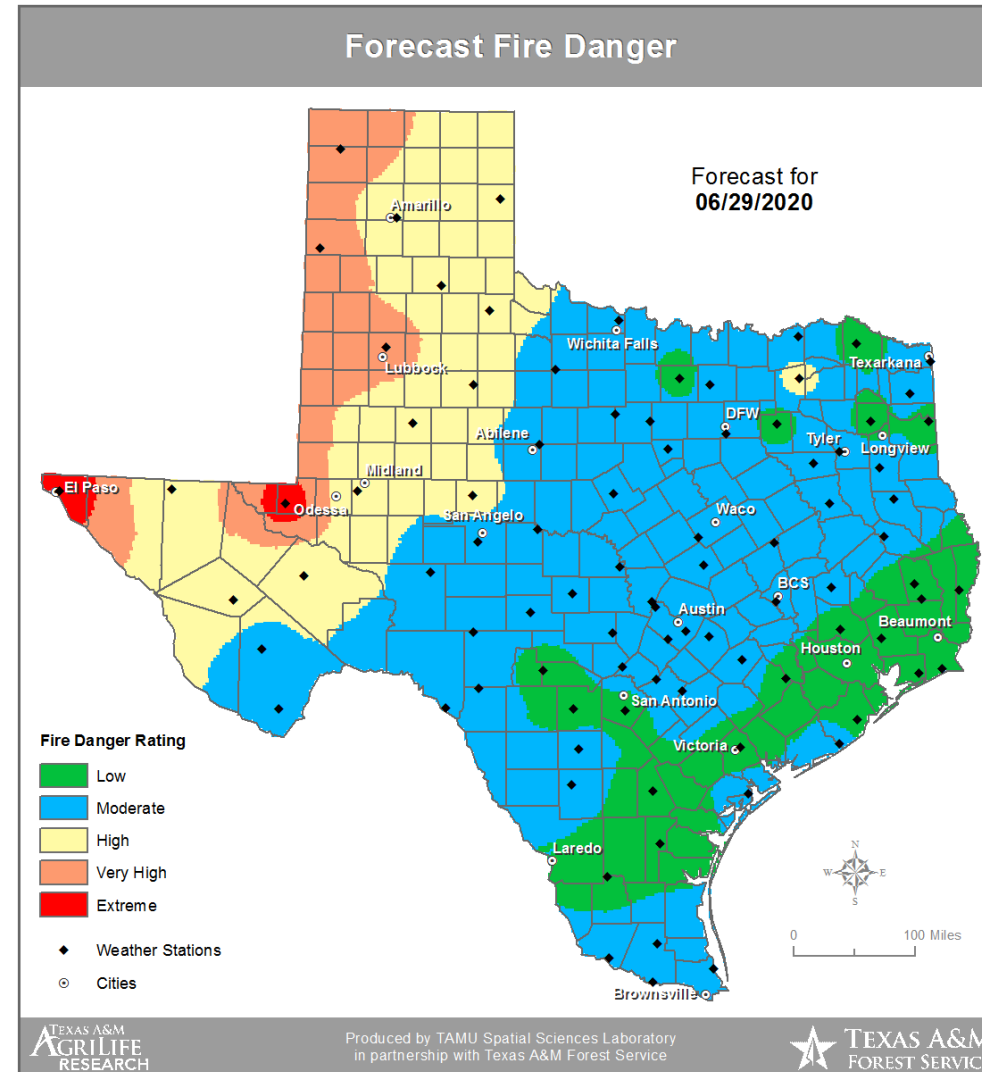 Forecast Fire Danger
Forecast for
06/29/2020
Amarillo
Wichita Falls
Texarkana
Lubbock
DFW
Abilene
Tyler
Longview
Midland
El Paso
Odessa
San Angelo
Waco
BCS
Austin
Beaumont
Houston
San Antonio
Victoria
Fire Danger Rating
Low
Moderate
High
Very High
Extreme
Laredo
N
W E
S
Weather Stations
0 100 Miles
Cities
Brownsville
TEXAS A&M
AGRILIFE
RESEARCH
Produced by TAMU Spatial Sciences Laboratory
in partnership with Texas A&M Forest Service
TEXAS A&M
FOREST SERVIC